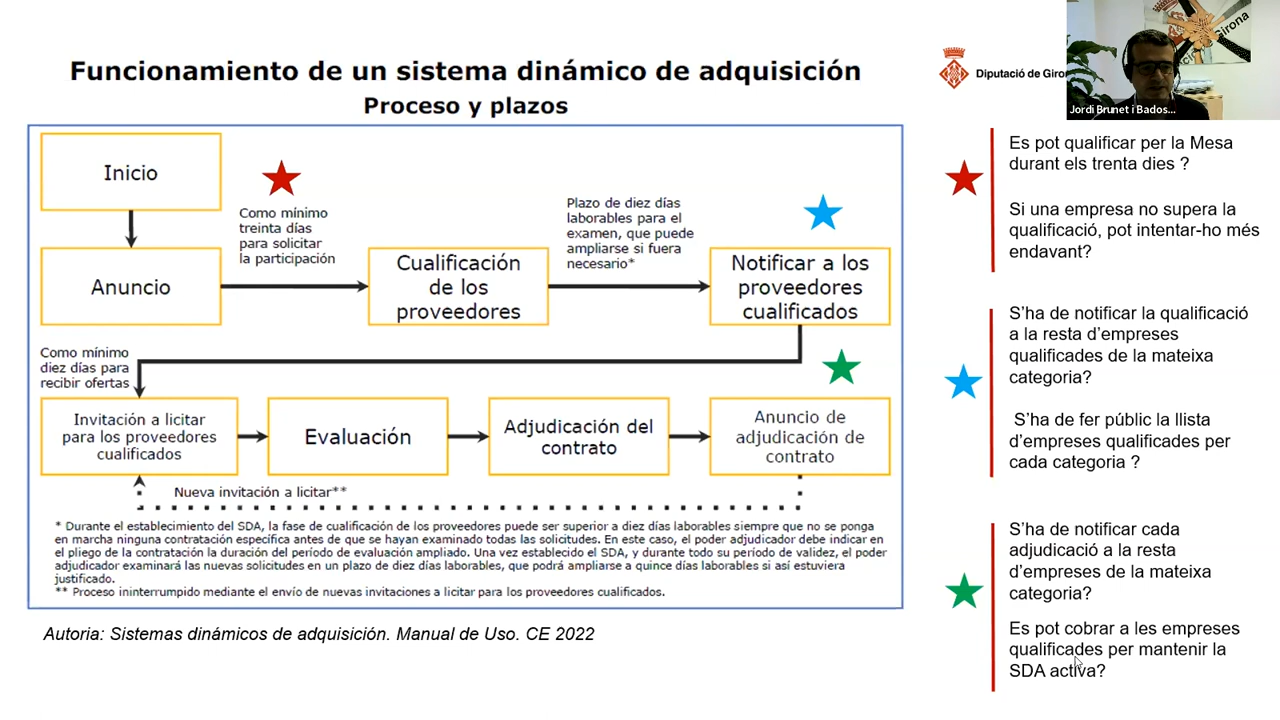 Funcionamiento de un sistema dinámico de adquisición
Proceso y plazos
Diputació de Giro
Girona
Jordi Brunet i Bados...
Inicio
Como mínimo
treinta días
para solicitar
la participación
Plazo de diez días
laborables para el
examen, que puede
ampliarse si fuera
necesario*
Anuncio
Cualificación
de los
proveedores
Notificar a los
proveedores
cualificados
Como mínimo
diez días para
recibir ofertas
Invitación a licitar
para los proveedores
cualificados
Evaluación
Adjudicación del
contrato
Anuncio de
adjudicación de
contrato
Nueva invitación a licitar**
* Durante el establecimiento del SDA, la fase de cualificación de los proveedores puede ser superior a diez días laborables siempre que no se ponga
en marcha ninguna contratación específica antes de que se hayan examinado todas las solicitudes. En este caso, el poder adjudicador debe indicar en
el pliego de la contratación la duración del período de evaluación ampliado. Una vez establecido el SDA, y durante todo su período de validez, el poder
adjudicador examinará las nuevas solicitudes en un plazo de diez días laborables, que podrá ampliarse a quince días laborables si así estuviera
justificado.
** Proceso ininterrumpido mediante el envío de nuevas invitaciones a licitar para los proveedores cualificados.
Autoria: Sistemas dinámicos de adquisición. Manual de Uso. CE 2022
Es pot qualificar per la Mesa
durant els trenta dies ?
Si una empresa no supera la
qualificació, pot intentar-ho més
endavant?
S'ha de notificar la qualificació
a la resta d'empreses
qualificades de la mateixa
categoria?
S'ha de fer públic la llista
d'empreses qualificades per
cada categoria ?
S'ha de notificar cada
adjudicació a la resta
d'empreses de la mateixa
categoria?
Es pot cobrar a les empreses
qualificades per mantenir la
SDA activa?